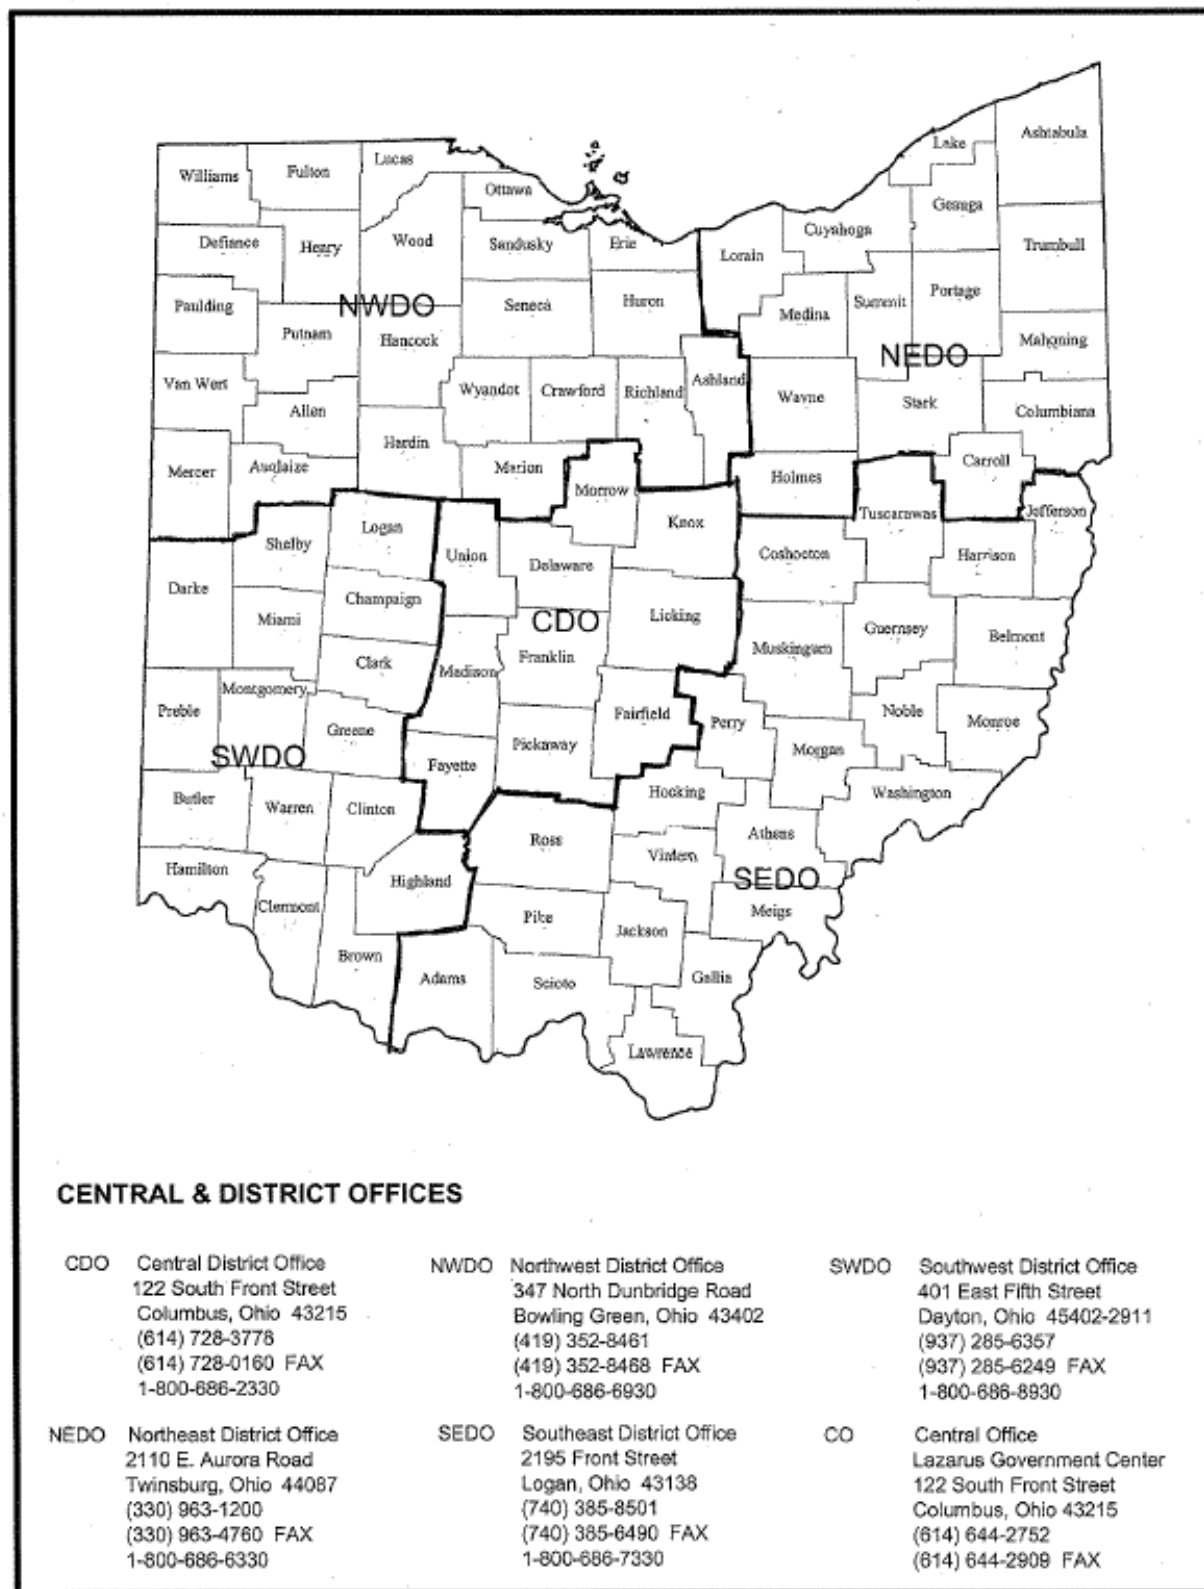 Ashtabula
Lake
Lucas
Fulton
Williams
Ottawa
Geauga
Cuyahoga
Defiance
Henry
Wood
Sandusky
Erie
Lorain
Trumbull
Paulding
NWDO
Seneca
Huron
Medina
Summit
Portage
Putnam
Hancock
Mahoning
NEDO
Van Wert
Wyandot
Crawford
Richland
Ashland
Wayne
Stark
Allen
Columbiana
Hardin
Mercer
Auglaize
Marion
Morrow
Holmes
Carroll
Logan
Knox
Tuscarawas
Jefferson
Shelby
Union
Delaware
Coshocton
Harrison
Darke
Champaign
Miami
CDO
Licking
Guernsey
Belmont
Clark
Madison
Franklin
Muskingum
Montgomery
Preble
Greene
Fairfield
Perry
Noble
Monroe
SWDO
Fayette
Pickaway
Morgan
Butler
Warren
Clinton
Hocking
Washington
Ross
Athens
Hamilton
Highland
Vinton
SEDO
Clermont
Pike
Jackson
Meigs
Brown
Adams
Scioto
Gallia
Lawrence
CENTRAL & DISTRICT OFFICES
CDO Central District Office
122 South Front Street
Columbus, Ohio 43215
(614) 728-3778
(614) 728-0160 FAX
1-800-686-2330
NWDO Northwest District Office
347 North Dunbridge Road
Bowling Green, Ohio 43402
(419) 352-8461
(419) 352-8468 FAX
1-800-686-6930
SWDO Southwest District Office
401 East Fifth Street
Dayton, Ohio 45402-2911
(937) 285-6357
(937) 285-6249 FAX
1-800-686-8930
NEDO Northeast District Office
2110 E. Aurora Road
Twinsburg, Ohio 44087
(330) 963-1200
(330) 963-4760 FAX
1-800-686-6330
SEDO Southeast District Office
2195 Front Street
Logan, Ohio 43138
(740) 385-8501
(740) 385-6490 FAX
1-800-686-7330
CO Central Office
Lazarus Government Center
122 South Front Street
Columbus, Ohio 43215
(614) 644-2752
(614) 644-2909 FAX